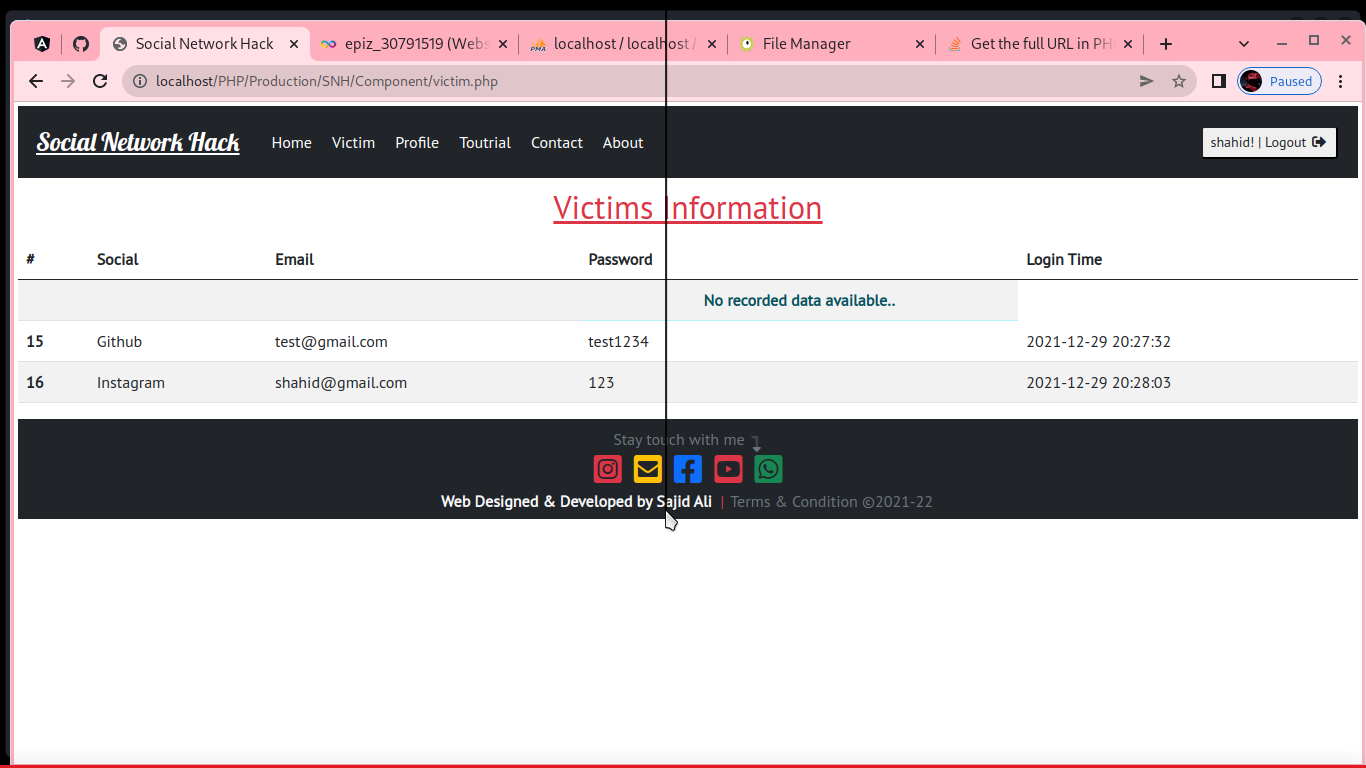 Social Network Hack
epiz_30791519 (Webs
localhost / localhost /
File Manager
Get the full URL in PH
localhost/PHP/Production/SNH/Component/victim.php
Paused
Social Network Hack
Home Victim Profile Toutrial Contact About
shahid! | Logout
Victims Information
# Social Email Password Login Time
No recorded data available..
15 Github test@gmail.com test1234 2021-12-29 20:27:32
16 Instagram shahid@gmail.com 123 2021-12-29 20:28:03
Stay touch with me
Web Designed & Developed by Sajid Ali | Terms & Condition ©2021-22